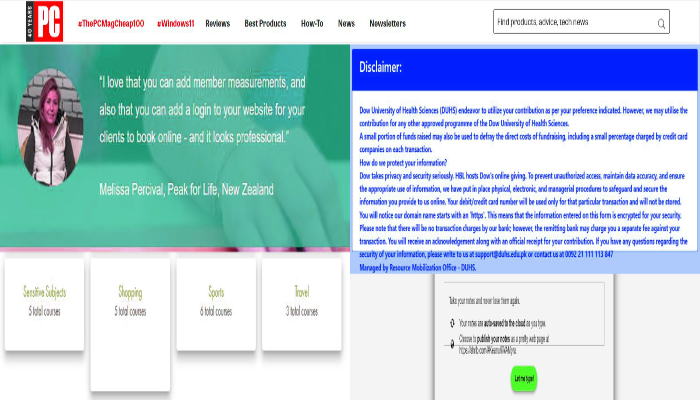 40 YEARS
PC
#ThePCMagCheap100 #Windows11 Reviews Best Products How-To News Newsletters
Find products, advice, tech news
"I love that you can add member measurements, and
also that you can add a login to your website for your
clients to book online - and it looks professional."
Melissa Percival, Peak for Life, New Zealand
Disclaimer:
Dow University of Health Sciences (DUHS) endeavor to utilize your contribution as per your preference indicated. However, we may utilise the
contribution for any other approved programme of the Dow University of Health Sciences.
A small portion of funds raised may also be used to defray the direct costs of fundraising, including a small percentage charged by credit card
companies on each transaction.
How do we protect your information?
Dow takes privacy and security seriously. HBL hosts Dow's online giving. To prevent unauthorized access, maintain data accuracy, and ensure
the appropriate use of information, we have put in place physical, electronic, and managerial procedures to safeguard and secure the
information you provide to us online. Your debit/credit card number will be used only for that particular transaction and will not be stored.
You will notice our domain name starts with an 'https'. This means that the information entered on this form is encrypted for your security.
Please note that there will be no transaction charges by our bank; however, the remitting bank may charge you a separate fee against your
transaction. You will receive an acknowledgement along with an official receipt for your contribution. If you have any questions regarding the
security of your information, please write to us at support@duhs.edu.pk or contact us at 0092 21 111 113 847
Managed by Resource Mobilization Office - DUHS.
Sensitive Subjects
5 total courses
Shopping
5 total courses
Sports
6 total courses
Travel
3 total courses
Take your notes and never lose them again.
Your notes are auto-saved to the cloud as you type.
Choose to publish your notes as a pretty web page at
Let me type!